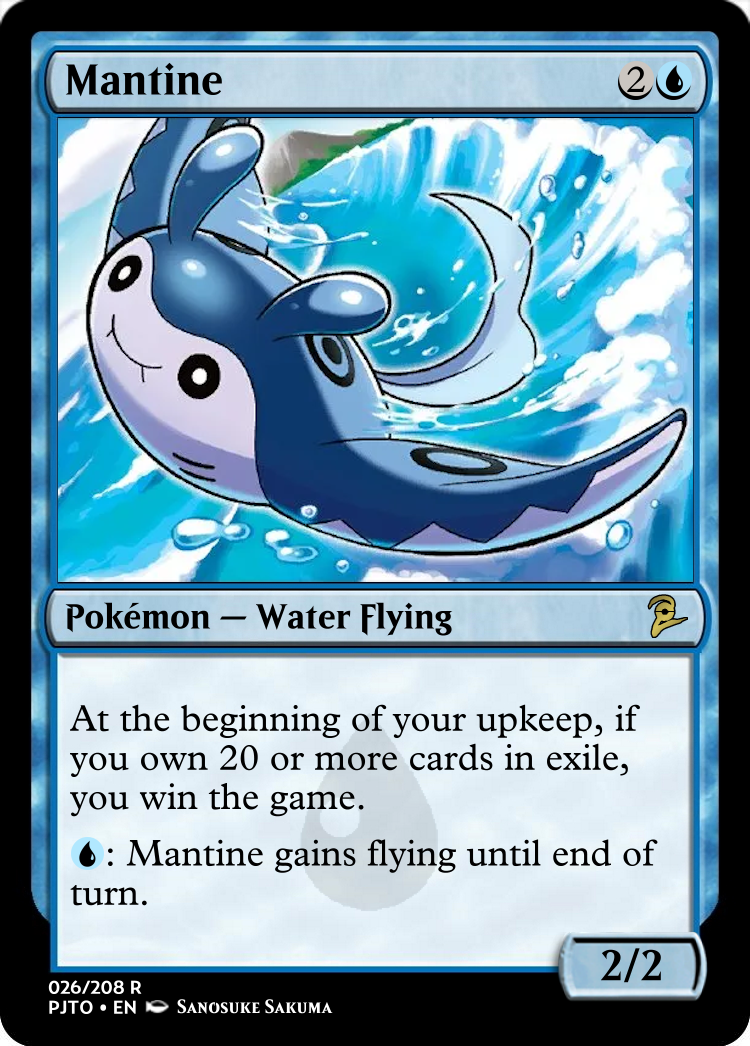 Mantine 2
Pokémon — Water Flying
At the beginning of your upkeep, if
you own 20 or more cards in exile,
you win the game.
: Mantine gains flying until end of
turn.
2/2
026/208 R
PJTO • EN Sanosuke Sakuma